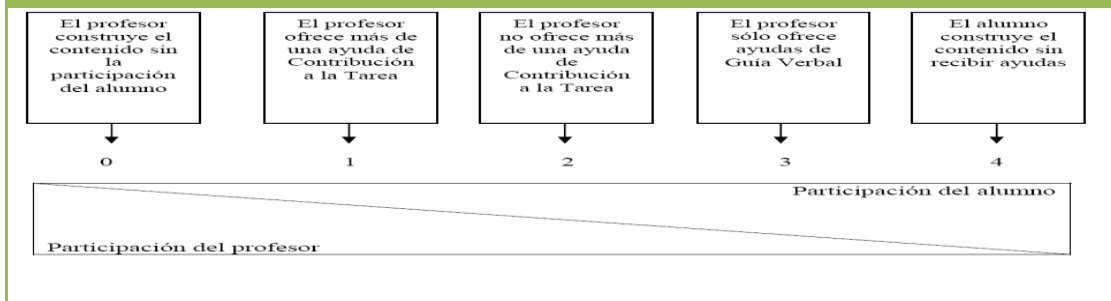 El profesor
construye el
contenido sin
la
participación
del alumno
El profesor
ofrece más de
una ayuda de
Contribución
a la Tarea
El profesor
no ofrece más
de una ayuda
de
Contribución
a la Tarea
El profesor
sólo ofrece
ayudas de
Guía Verbal
El alumno
construye el
contenido sin
recibir ayudas
0
1
2
3
4
Participación del alumno
Participación del profesor